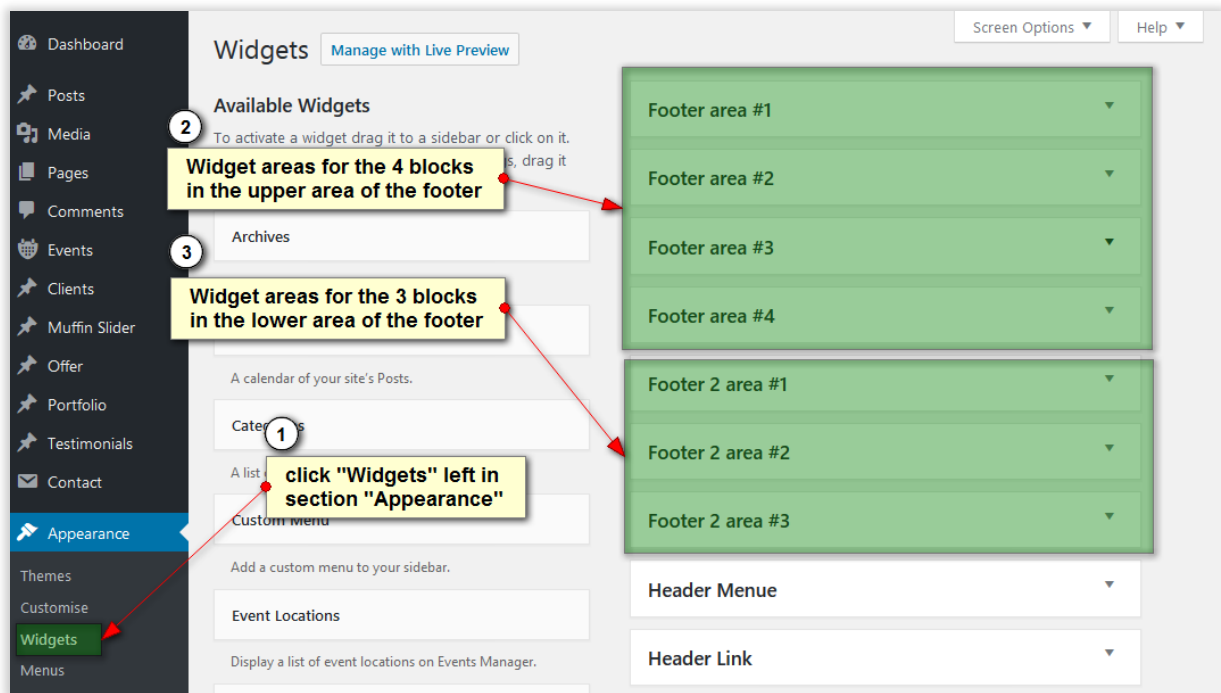 Dashboard
Posts
Media
Pages
Comments
Events
Clients
Muffin Slider
Offer
Portfolio
Testimonials
Contact
Appearance
Themes
Customise
Widgets
Menus
Screen Options
Help
Widgets
Manage with Live Preview
Available Widgets
To activate a widget drag it to a sidebar or click on it.
drag it
2
Widget areas for the 4 blocks
in the upper area of the footer
Archives
3
Widget areas for the 3 blocks
in the lower area of the footer
A calendar of your site's Posts.
1
A list
click "Widgets" left in
section "Appearance"
Custom Menu
Add a custom menu to your sidebar.
Event Locations
Display a list of event locations on Events Manager.
Footer area #1
Footer area #2
Footer area #3
Footer area #4
Footer 2 area #1
Footer 2 area #2
Footer 2 area #3
Header Menue
Header Link